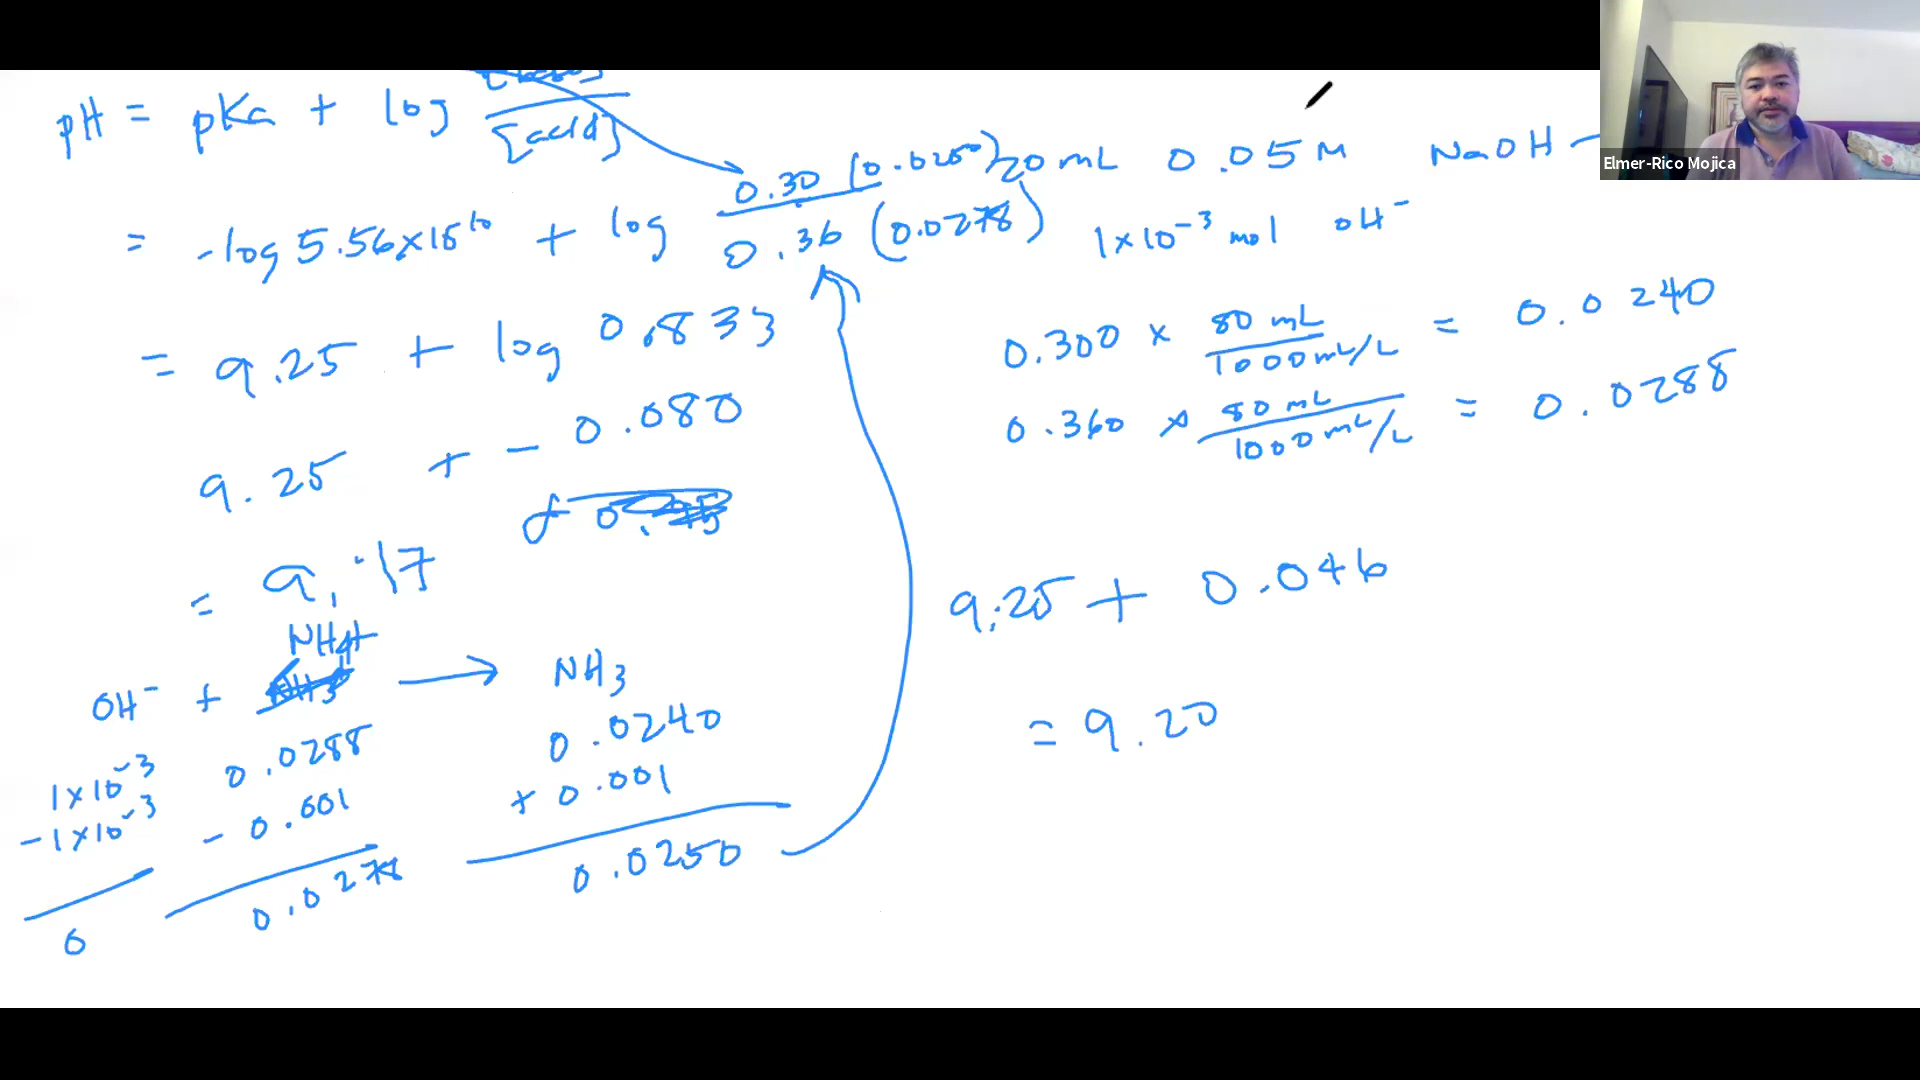 pH = pKa + log [base]/[acid]
= -log 5.56x10^10 + log 0.30 (0.0250) / 0.36 (0.0278)
= 9.25 + log 0.833
9.25 + - 0.080
= 9.17
OH⁻ + NH4+ → NH3
1x10⁻³ 0.0288 0.0240
-1x10⁻³ - 0.001 + 0.001
0 0.0278 0.0250
20 mL 0.05 M NaOH -
1x10⁻³ mol OH⁻
0.300 x 80 mL / 1000 mL/L = 0.0240
0.360 x 80 mL / 1000 mL/L = 0.0288
9.25 + 0.046
= 9.20
Elmer-Rico Mojica